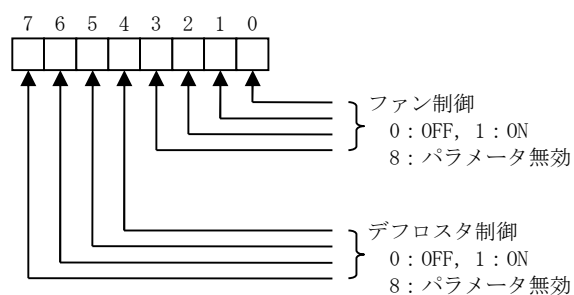 7 6 5 4 3 2 1 0
ファン制御
0：OFF, 1：ON
8：パラメータ無効
デフロスタ制御
0：OFF, 1：ON
8：パラメータ無効